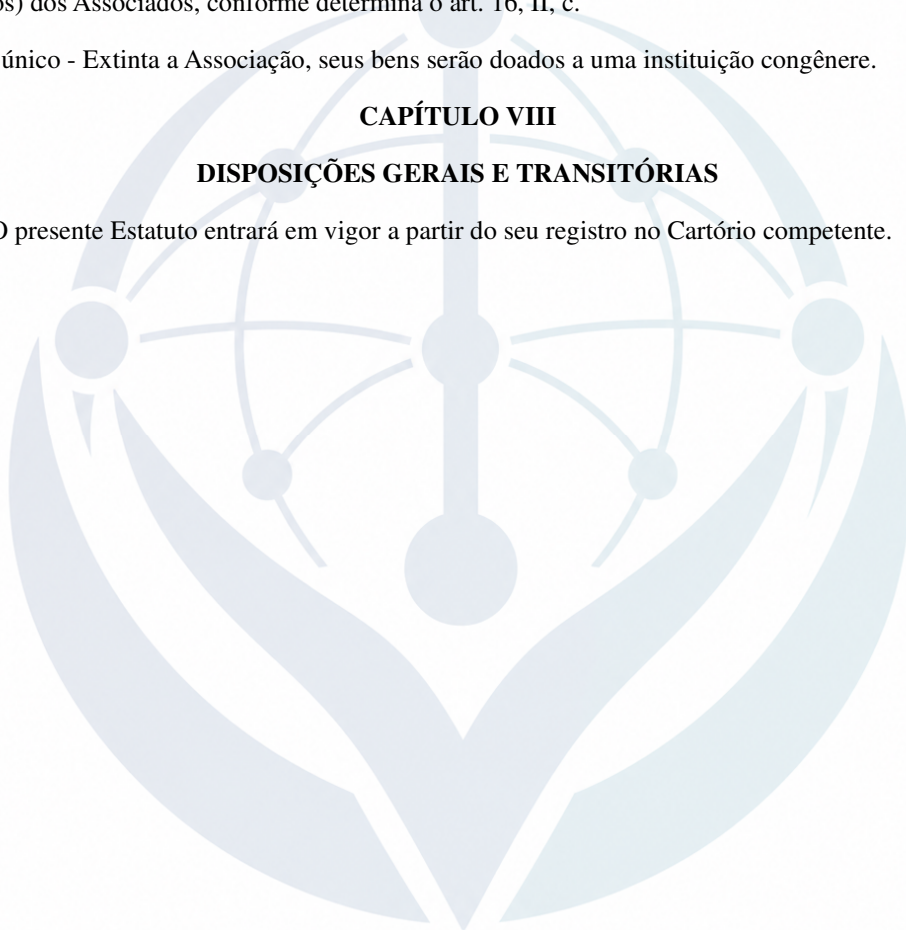 dos Associados, conforme determina o art. 16, II, c.
único - Extinta a Associação, seus bens serão doados a uma instituição congênere.
CAPÍTULO VIII
DISPOSIÇÕES GERAIS E TRANSITÓRIAS
O presente Estatuto entrará em vigor a partir do seu registro no Cartório competente.